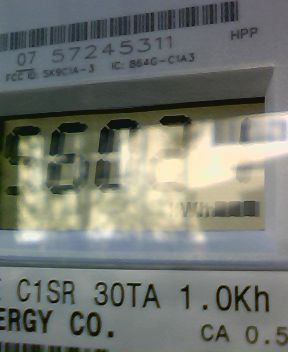 HPP
07 57245311
FCC ID: SK9C1A-3 IC: 864G-C1A3
kWh
C1SR 30TA 1.0Kh
ERGY CO. CA 0.5